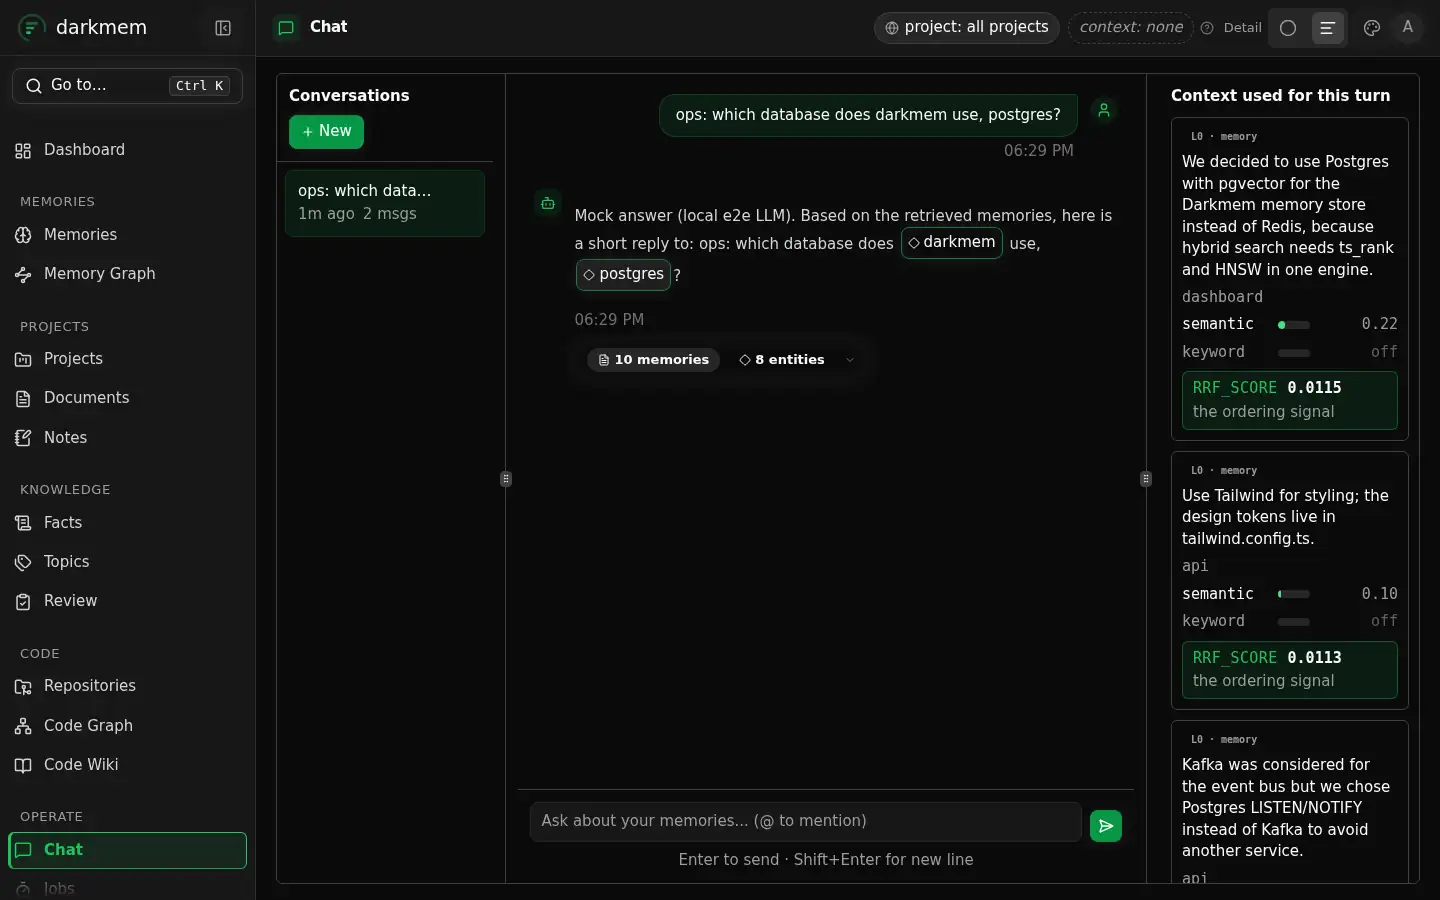 darkmem
Go to...
Ctrl K
Dashboard
MEMORIES
Memories
Memory Graph
PROJECTS
Projects
Documents
Notes
KNOWLEDGE
Facts
Topics
Review
CODE
Repositories
Code Graph
Code Wiki
OPERATE
Chat
Jobs
Chat
project: all projects
context: none
Detail
A
Conversations
+ New
ops: which data...
1m ago 2 msgs
ops: which database does darkmem use, postgres?
06:29 PM
Mock answer (local e2e LLM). Based on the retrieved memories, here is
a short reply to: ops: which database does ◇ darkmem use,
◇ postgres ?
06:29 PM
10 memories
◇ 8 entities
Ask about your memories... (@ to mention)
Enter to send · Shift+Enter for new line
Context used for this turn
L0 · memory
We decided to use Postgres
with pgvector for the
Darkmem memory store
instead of Redis, because
hybrid search needs ts_rank
and HNSW in one engine.
dashboard
semantic 0.22
keyword off
RRF_SCORE 0.0115
the ordering signal
L0 · memory
Use Tailwind for styling; the
design tokens live in
tailwind.config.ts.
api
semantic 0.10
keyword off
RRF_SCORE 0.0113
the ordering signal
L0 · memory
Kafka was considered for
the event bus but we chose
Postgres LISTEN/NOTIFY
instead of Kafka to avoid
another service.
api